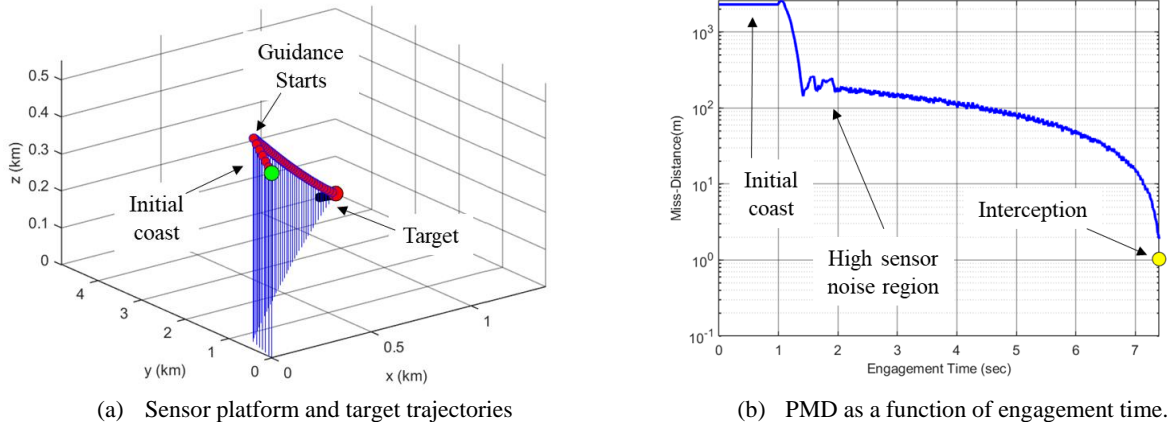 Guidance
Starts
0.5
0.4
0.3
0.2
0.1
0
z (km)
Initial
coast
Target
4
3
2
1
0
y (km)
0
0.5
1
x (km)
(a) Sensor platform and target trajectories
10³
10²
10¹
10⁰
10⁻¹
Miss-Distance(m)
Initial
coast
High sensor
noise region
Interception
0 1 2 3 4 5 6 7
Engagement Time (sec)
(b) PMD as a function of engagement time.